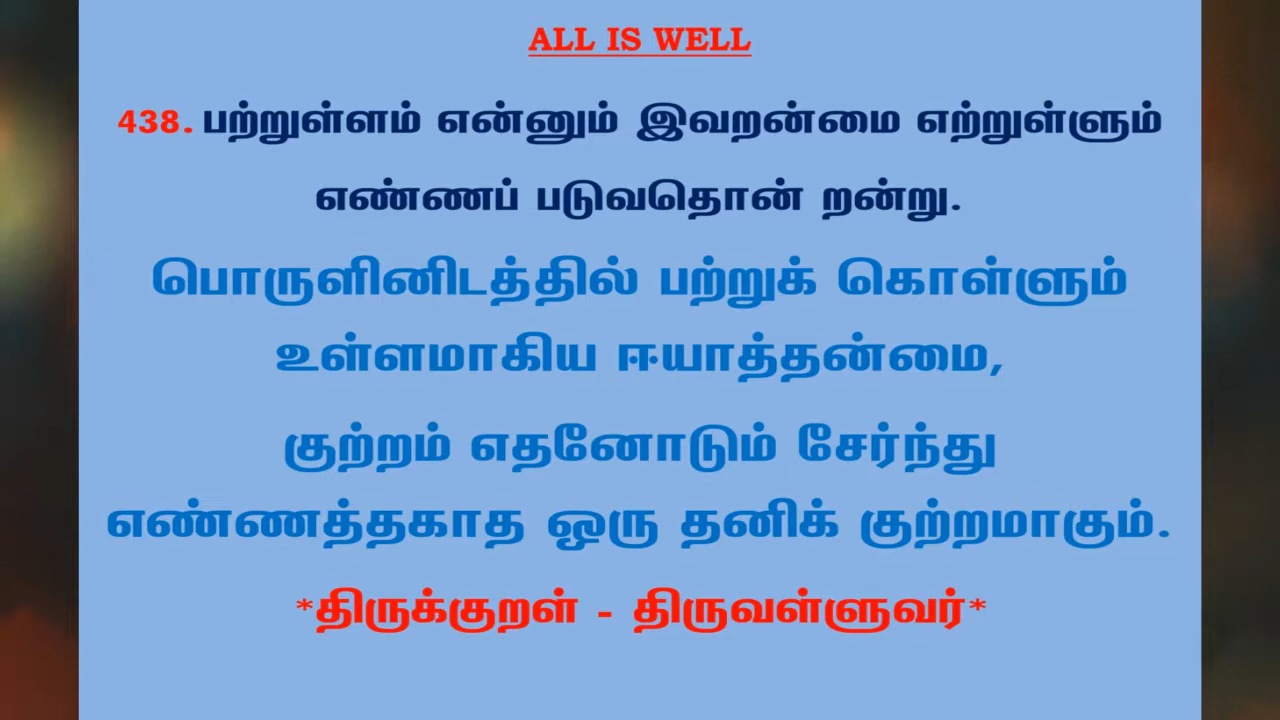 ALL IS WELL
438. பற்றுள்ளம் என்னும் இவறன்மை எற்றுள்ளும்
எண்ணப் படுவதொன் றன்று.
பொருளினிடத்தில் பற்றுக் கொள்ளும்
உள்ளமாகிய ஈயாத்தன்மை,
குற்றம் எதனோடும் சேர்ந்து
எண்ணத்தகாத ஒரு தனிக் குற்றமாகும்.
*திருக்குறள் - திருவள்ளுவர்*